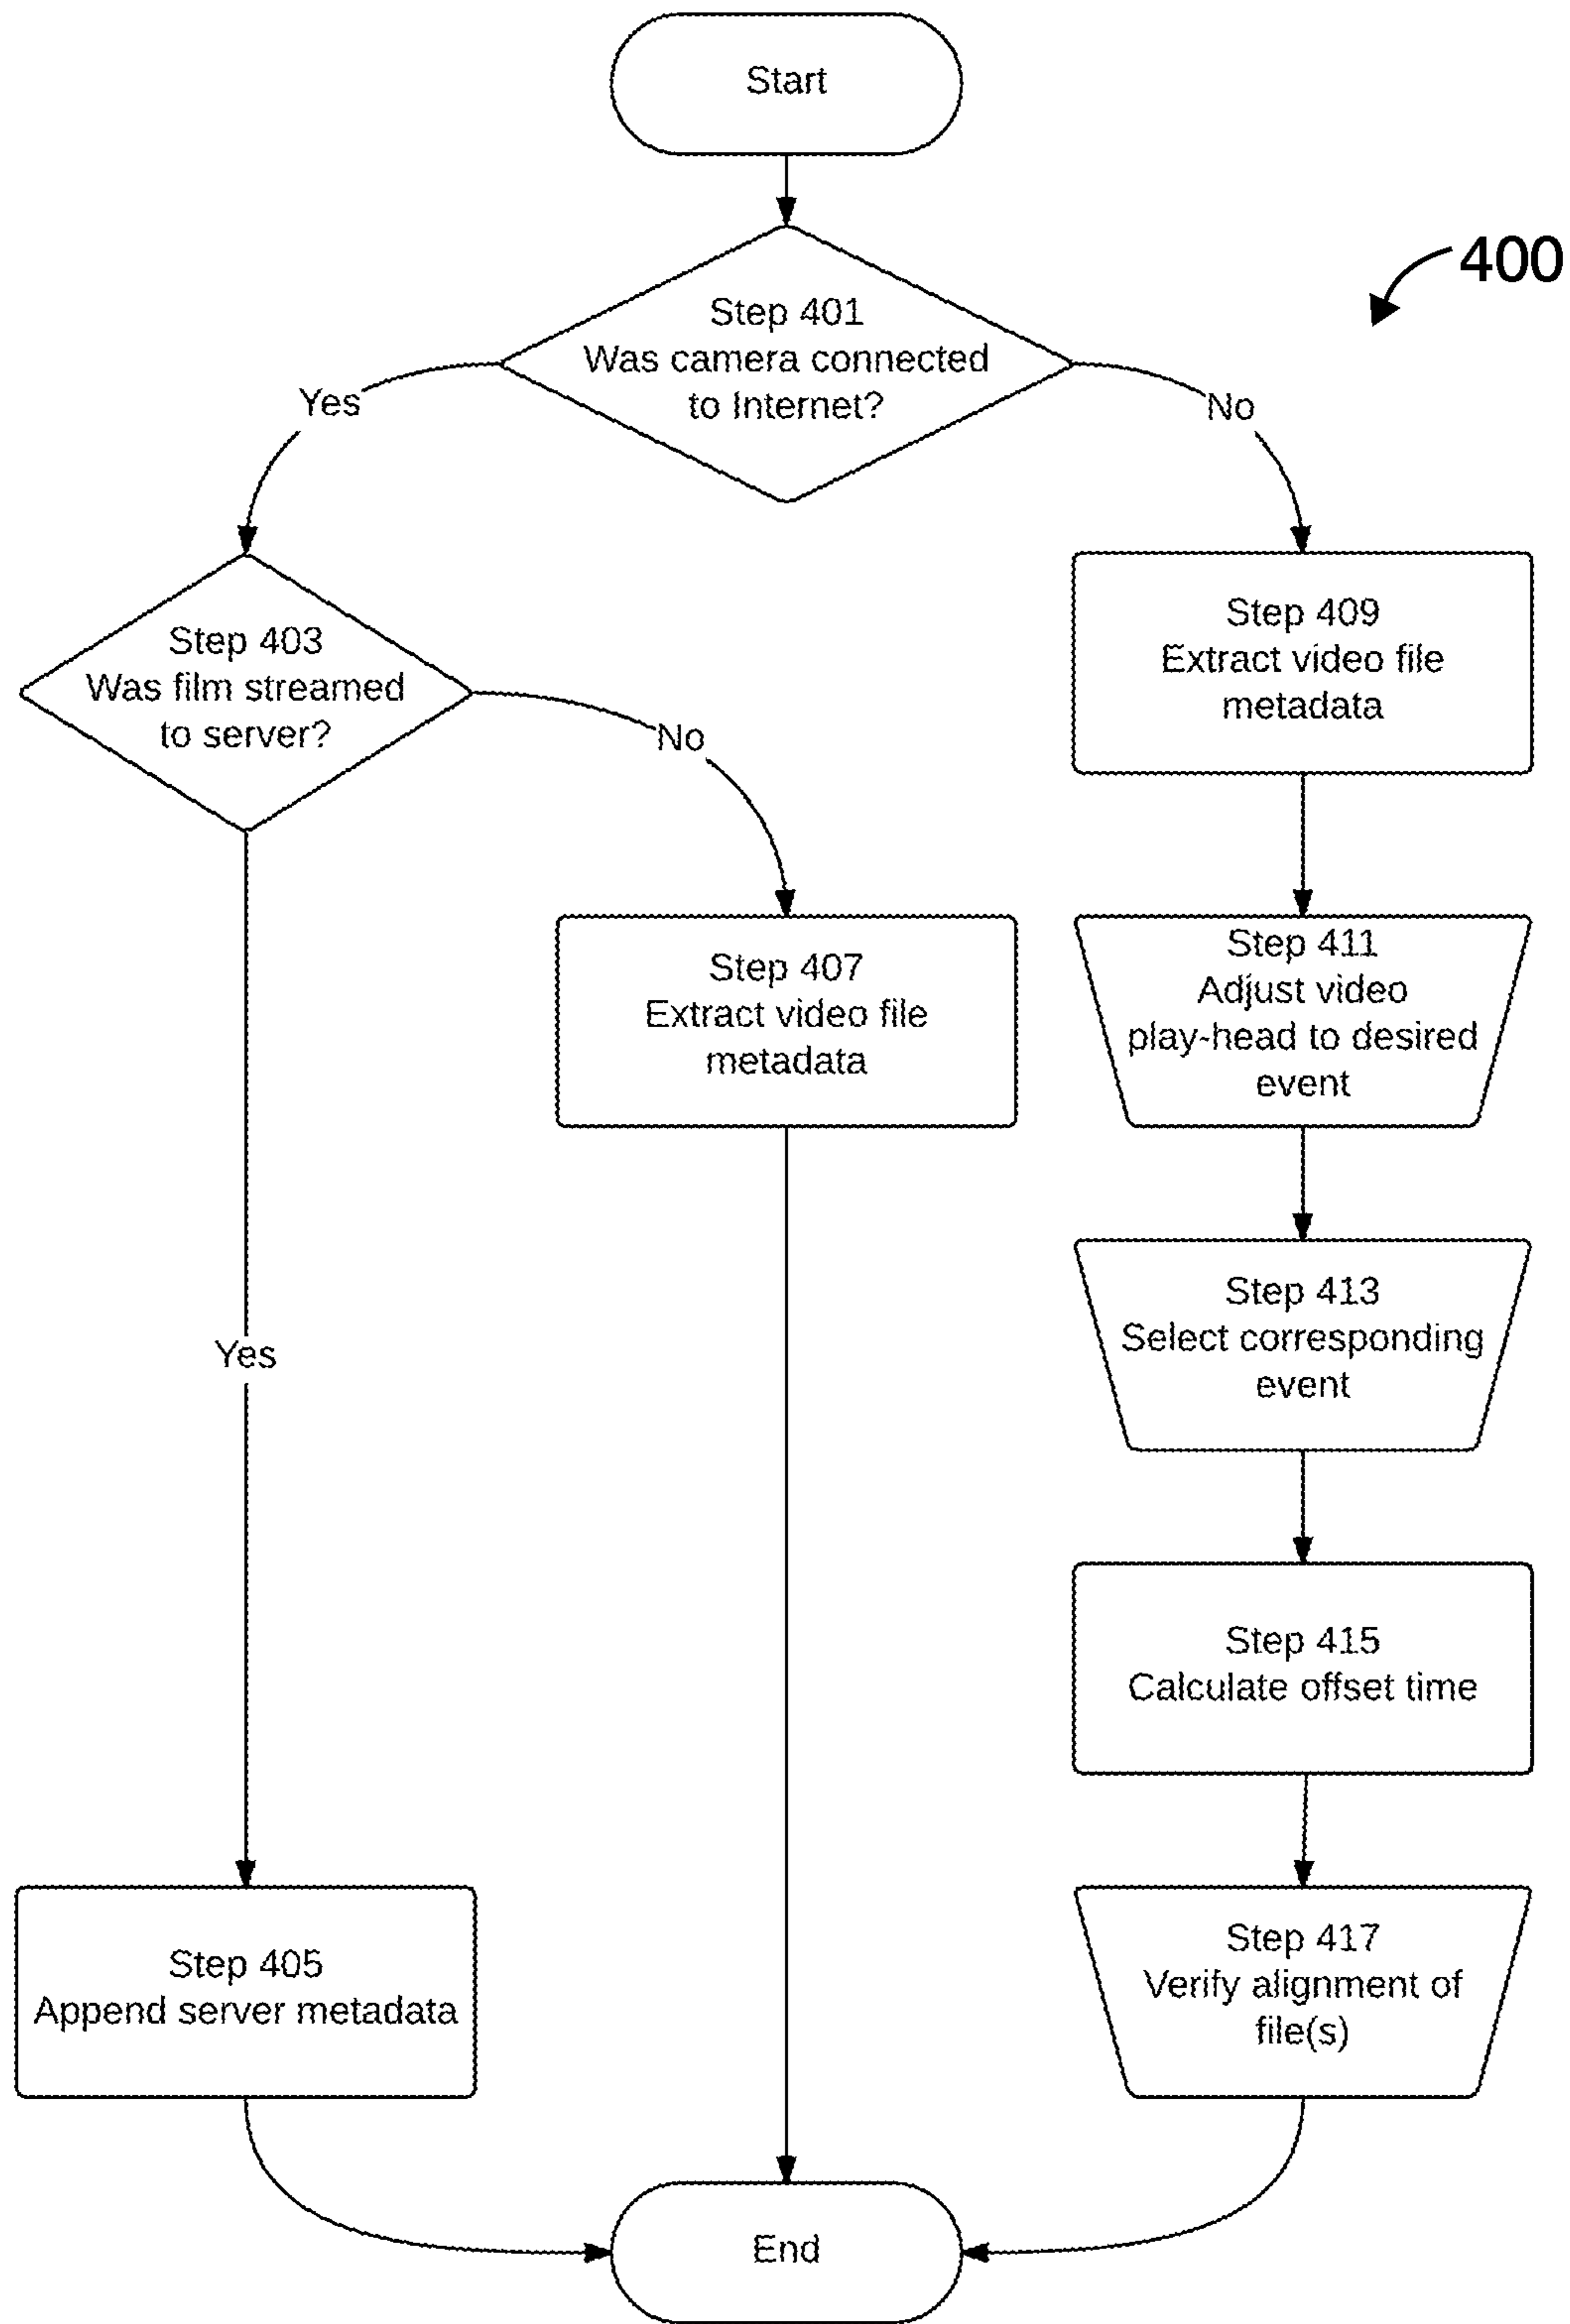 Start
400
Step 401
Was camera connected
to Internet?
Yes
No
Step 403
Was film streamed
to server?
No
Step 409
Extract video file
metadata
Step 407
Extract video file
metadata
Step 411
Adjust video
play-head to desired
event
Yes
Step 413
Select corresponding
event
Step 415
Calculate offset time
Step 405
Append server metadata
Step 417
Verify alignment of
file(s)
End